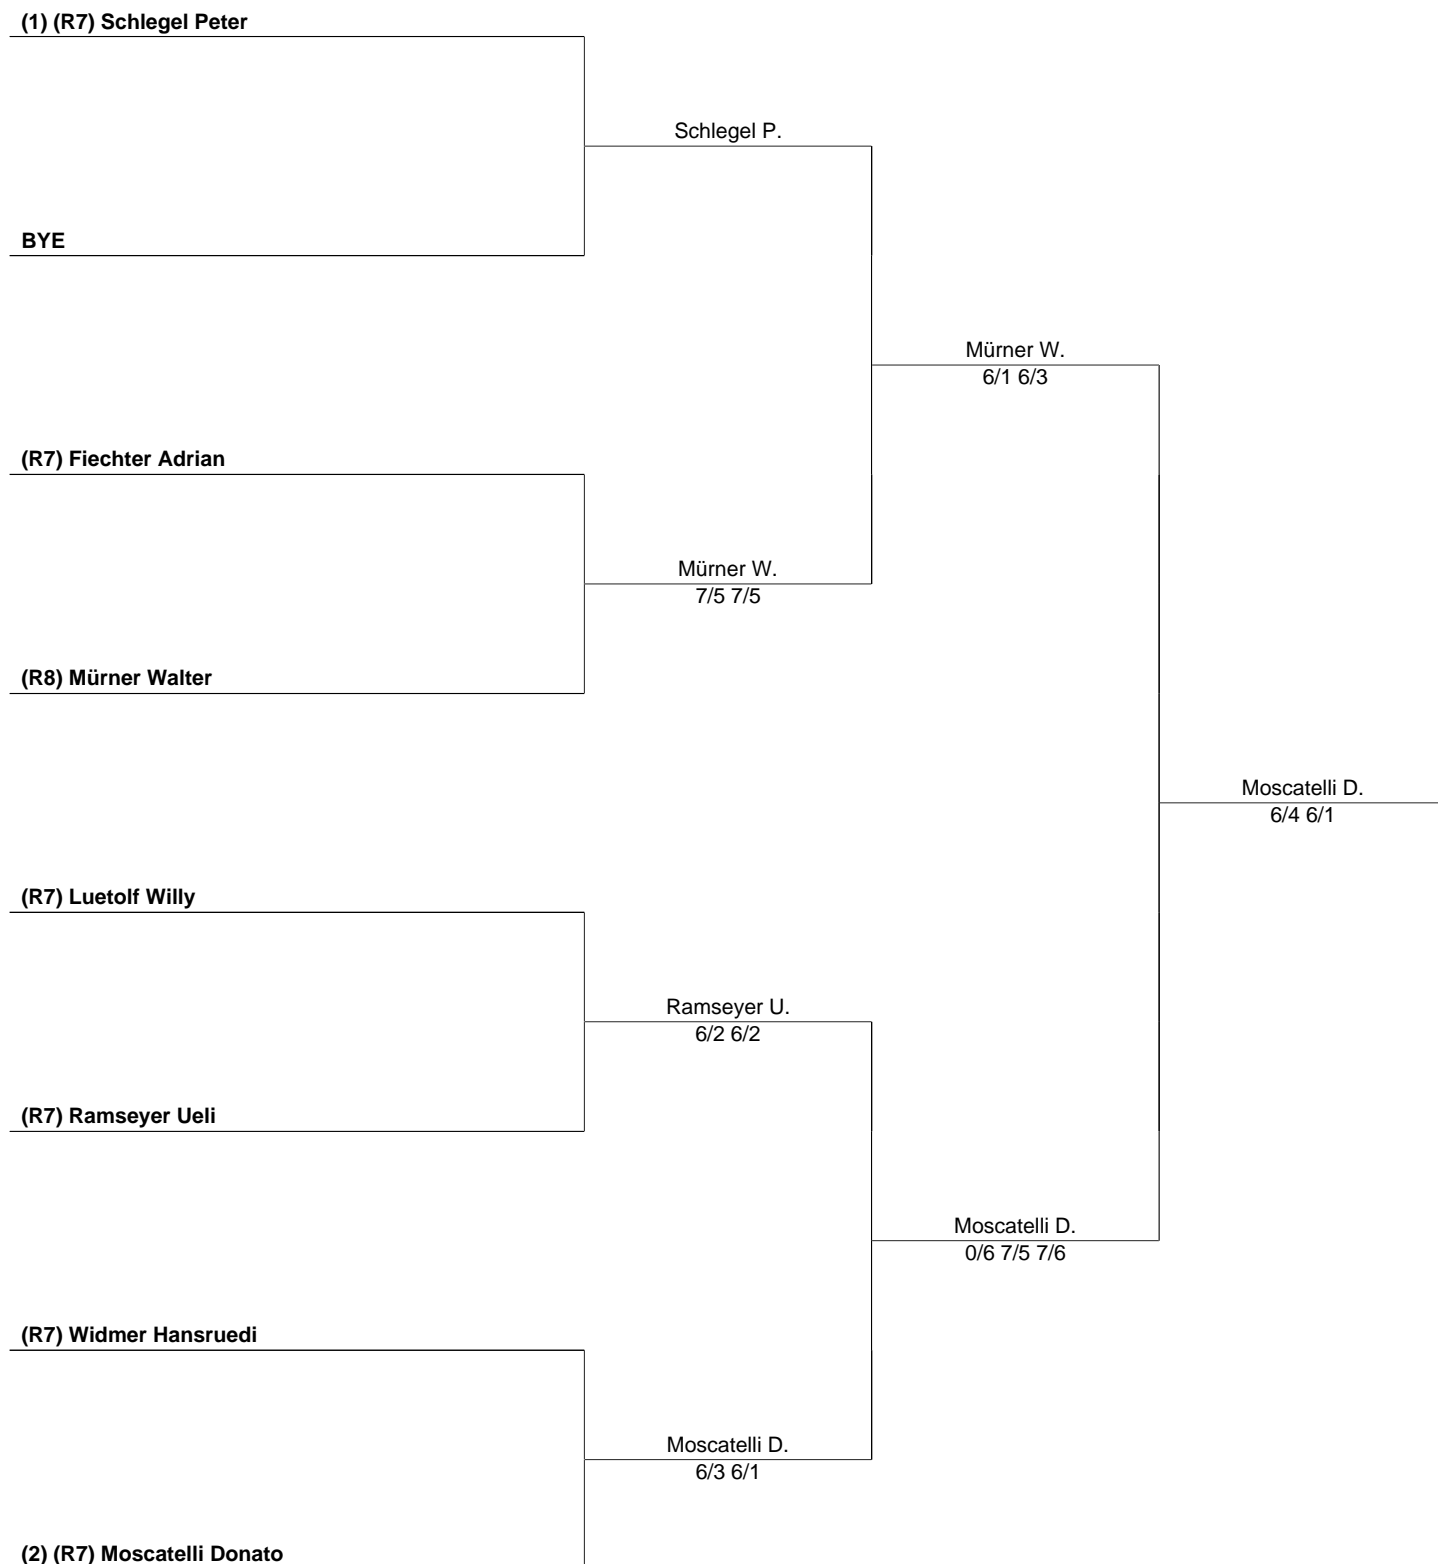 (1) (R7) Schlegel Peter
Schlegel P.
BYE
Mürner W.
6/1 6/3
(R7) Fiechter Adrian
Mürner W.
7/5 7/5
(R8) Mürner Walter
Moscatelli D.
6/4 6/1
(R7) Luetolf Willy
Ramseyer U.
6/2 6/2
(R7) Ramseyer Ueli
Moscatelli D.
0/6 7/5 7/6
(R7) Widmer Hansruedi
Moscatelli D.
6/3 6/1
(2) (R7) Moscatelli Donato